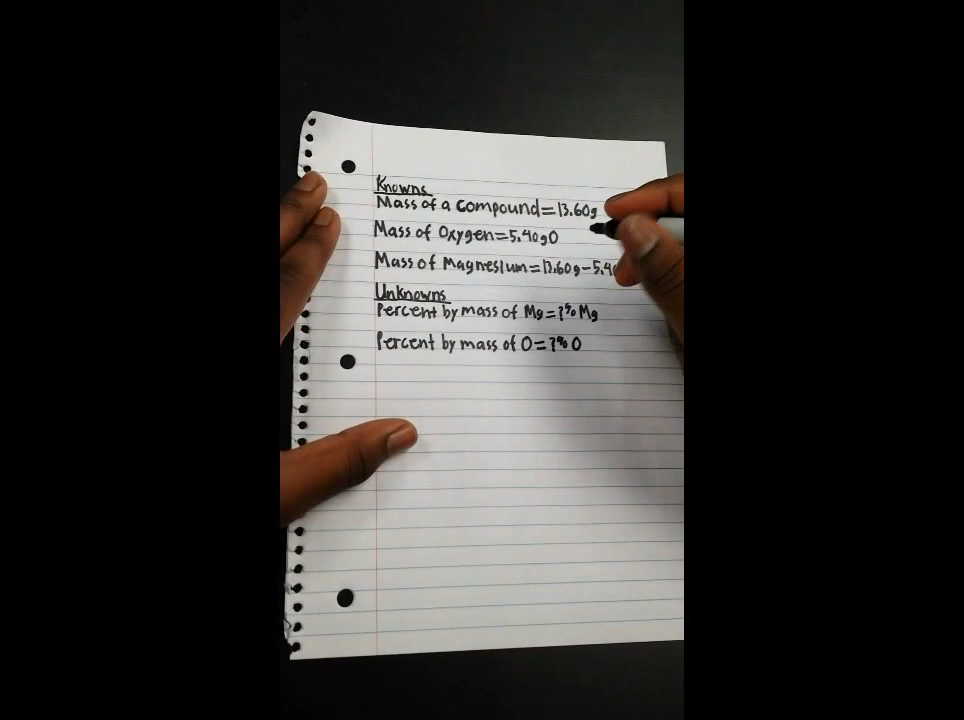 Knowns
Mass of a compound=13.60g
Mass of Oxygen=5.40gO
Mass of Magnesium=13.60g-5.4
Unknowns
Percent by mass of Mg=?%Mg
Percent by mass of O=?%O